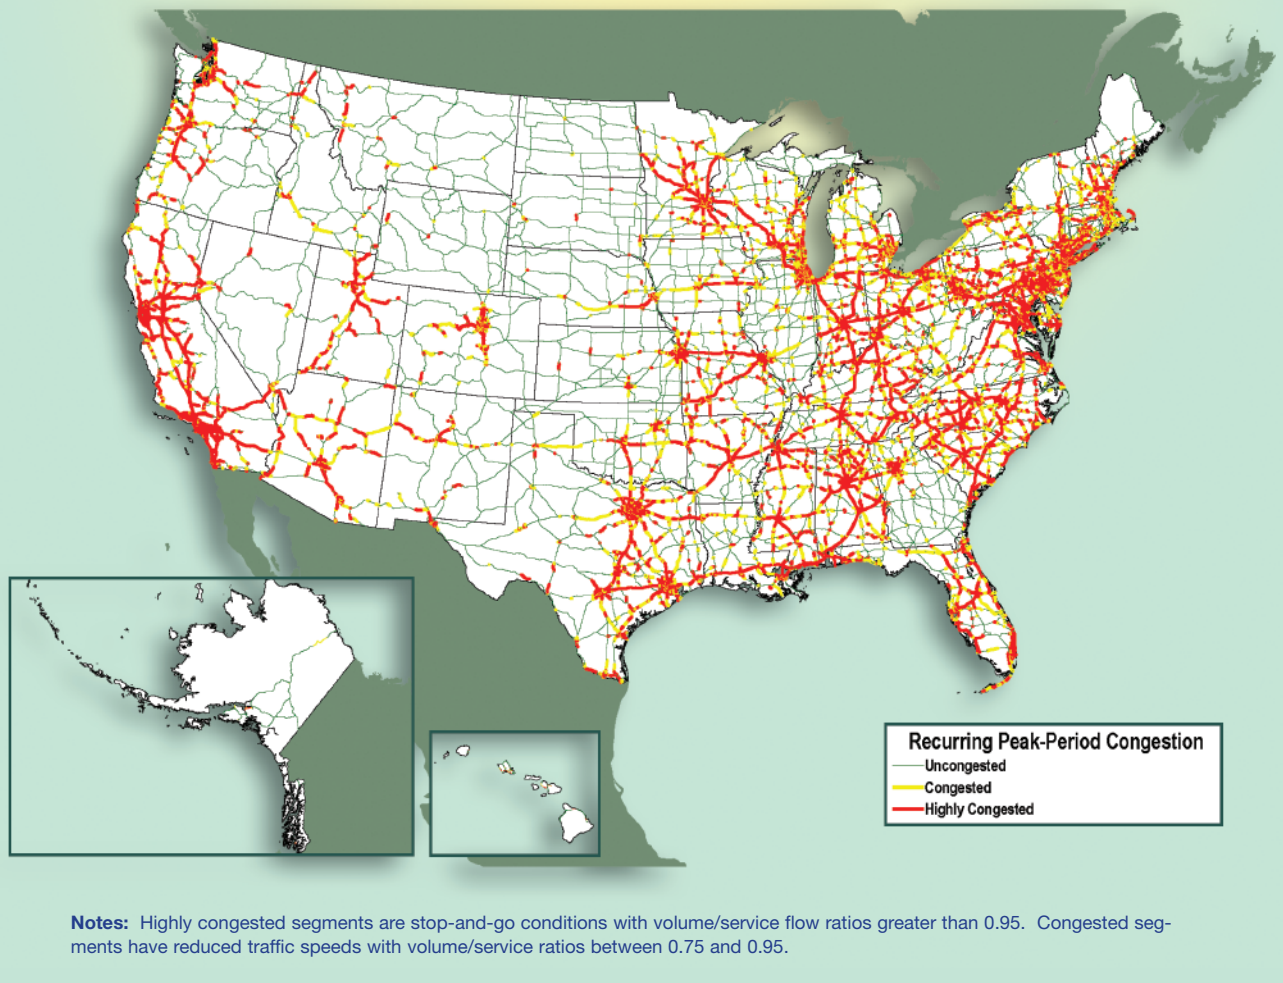 Recurring Peak-Period Congestion
Uncongested
Congested
Highly Congested
Notes: Highly congested segments are stop-and-go conditions with volume/service flow ratios greater than 0.95. Congested seg-
ments have reduced traffic speeds with volume/service ratios between 0.75 and 0.95.